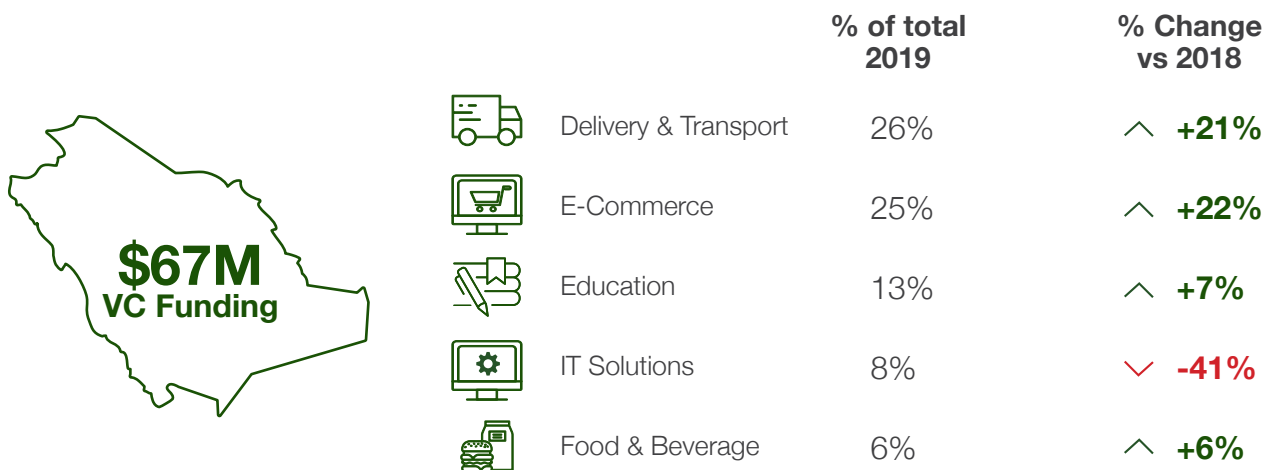 % of total
2019
% Change
vs 2018
$67M
VC Funding
Delivery & Transport 26% +21%
E-Commerce 25% +22%
Education 13% +7%
IT Solutions 8% -41%
Food & Beverage 6% +6%